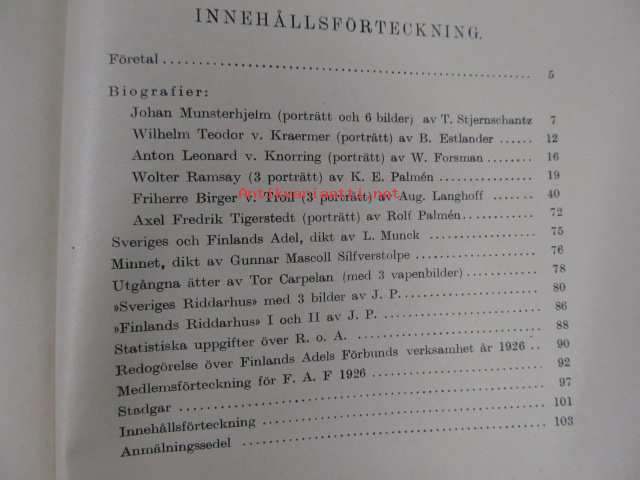 INNEHÅLLSFÖRTECKNING.
Företal 5
Biografier:
Johan Munsterhjelm (porträtt och 6 bilder) av T. Stjernschantz 7
Wilhelm Teodor v. Kraemer (porträtt) av B. Estlander 12
Anton Leonard v. Knorring (porträtt) av W. Forsman 16
Wolter Ramsay (3 porträtt) av K. E. Palmén 19
Antikvariantti.net
Friherre Birger v. Troil (3 porträtt) av Aug. Langhoff 40
Axel Fredrik Tigerstedt (porträtt) av Rolf Palmén 72
Sveriges och Finlands Adel, dikt av L. Munck 75
Minnet, dikt av Gunnar Mascoll Silfverstolpe 76
Utgångna ätter av Tor Carpelan (med 3 vapenbilder) 78
»Sveriges Riddarhus» med 3 bilder av J. P. 80
»Finlands Riddarhus» I och II av J. P. 86
Statistiska uppgifter över R. o. A. 88
Redogörelse över Finlands Adels Förbunds verksamhet år 1926 90
Medlemsförteckning för F. A. F 1926 92
Stadgar 97
Innehållsförteckning 101
Anmälningssedel 103